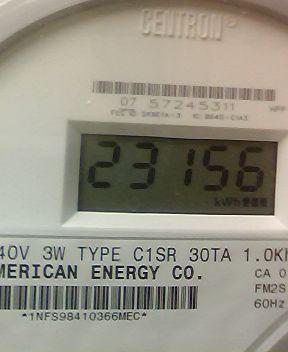 CENTRON
07 57245311
23156
kWh
40V 3W TYPE C1SR 30TA 1.0Kh
MERICAN ENERGY CO.
CA 0
FM2S
60Hz
*1NFS98410366MEC*